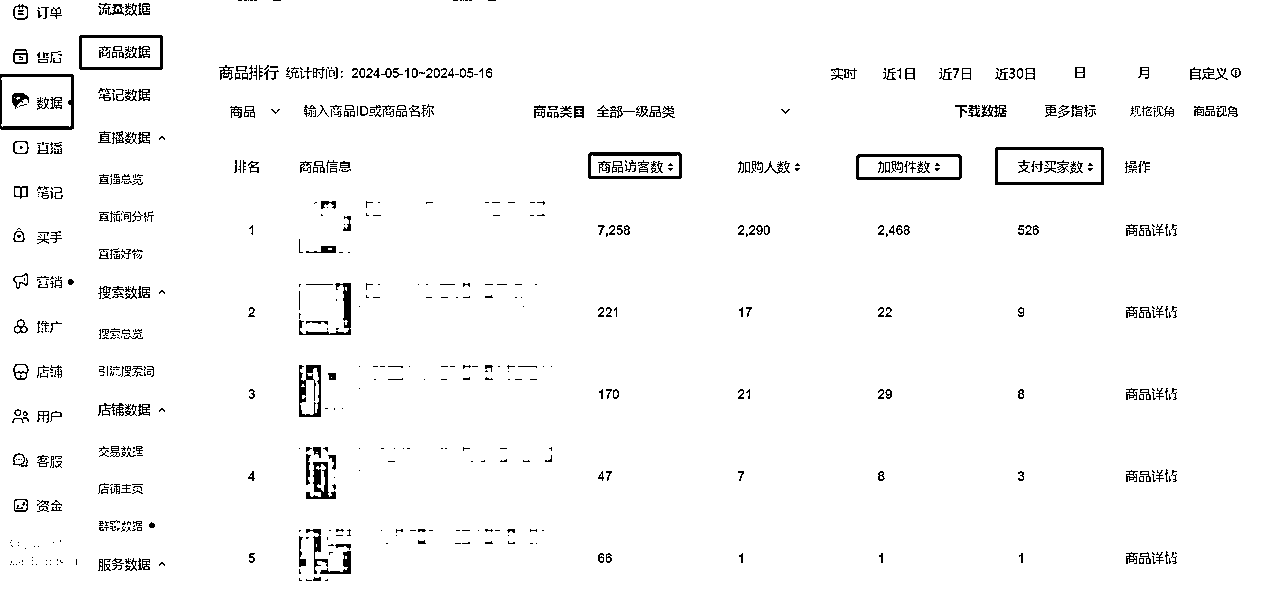 订单
售后
数据
直播
笔记
买手
营销
推广
店铺
用户
客服
资金
流量数据
商品数据
笔记数据
直播数据
直播总览
直播间分析
直播好物
搜索数据
搜索总览
引流搜索词
店铺数据
交易数据
店铺主页
群聊数据
服务数据
商品排行 统计时间：2024-05-10~2024-05-16 实时 近1日 近7日 近30日 日 月 自定义
商品 输入商品ID或商品名称 商品类目 全部一级品类 下载数据 更多指标 规格视角 商品视角
排名 商品信息 商品访客数 加购人数 加购件数 支付买家数 操作
1 7,258 2,290 2,468 526 商品详情
2 221 17 22 9 商品详情
3 170 21 29 8 商品详情
4 47 7 8 3 商品详情
5 66 1 1 1 商品详情